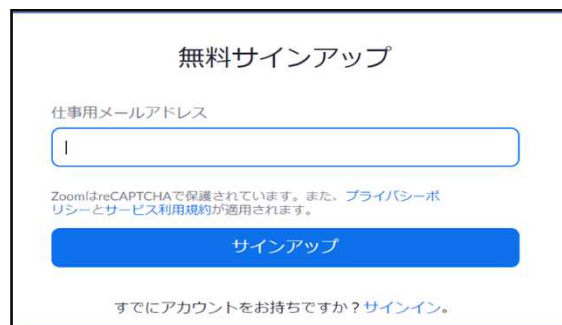 無料サインアップ
仕事用メールアドレス
ZoomはreCAPTCHAで保護されています。また、プライバシーポ
リシーとサービス利用規約が適用されます。
サインアップ
すでにアカウントをお持ちですか？サインイン。